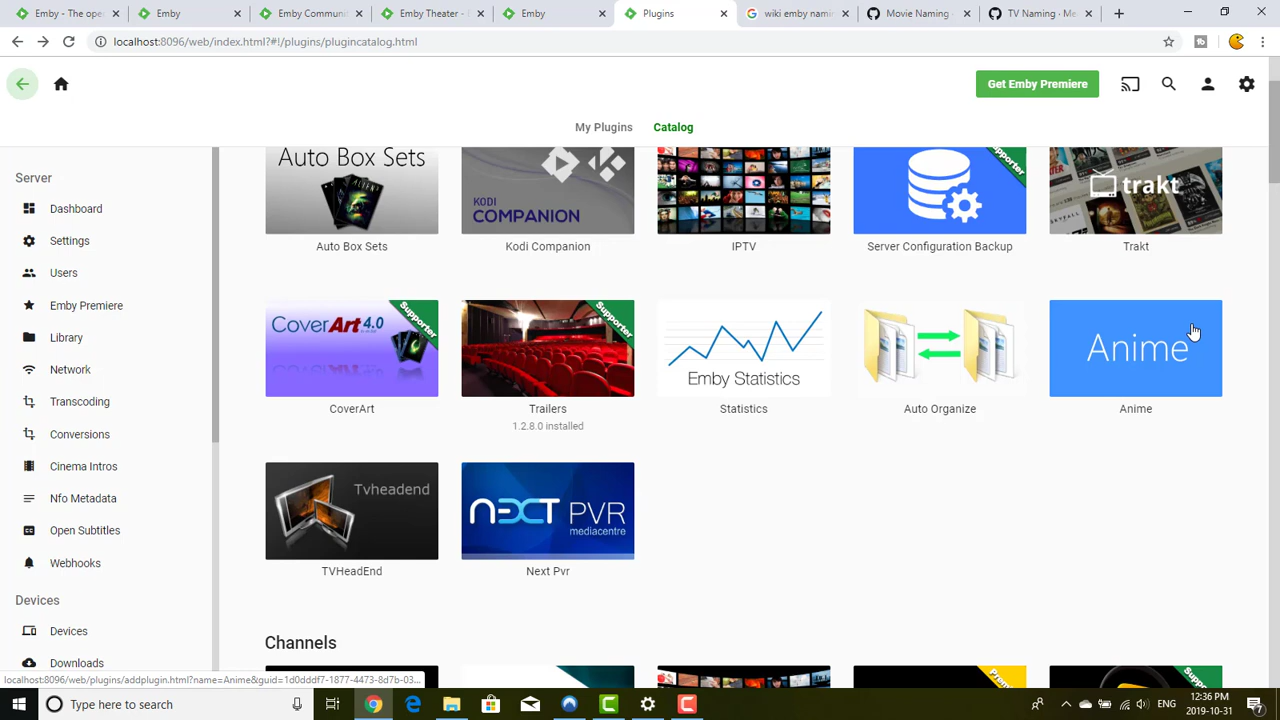 Emby
Emby
Emby Connect
Emby Theater -
Emby
Plugins
wiki emby namin
Move Naming
TV Naming - Me
localhost:8096/web/index.html?#!/plugins/plugincatalog.html
Get Emby Premiere
My Plugins
Catalog
Server
Dashboard
Settings
Users
Emby Premiere
Library
Network
Transcoding
Conversions
Cinema Intros
Nfo Metadata
Open Subtitles
Webhooks
Devices
Devices
Downloads
Auto Box Sets
KODI
COMPANION
Supporter
trakt
Auto Box Sets
Kodi Companion
IPTV
Server Configuration Backup
Trakt
CoverArt 4.0
Supporter
Supporter
Emby Statistics
Anime
CoverArt
Trailers
1.2.8.0 installed
Statistics
Auto Organize
Anime
Tvheadend
NEXT PVR
mediacentre
TVHeadEnd
Next Pvr
Channels
localhost:8096/web/plugins/addplugin.html?name=Anime&guid=1d0dddf7-1877-4473-8d7b-03...
Type here to search
ENG
12:36 PM
2019-10-31
7